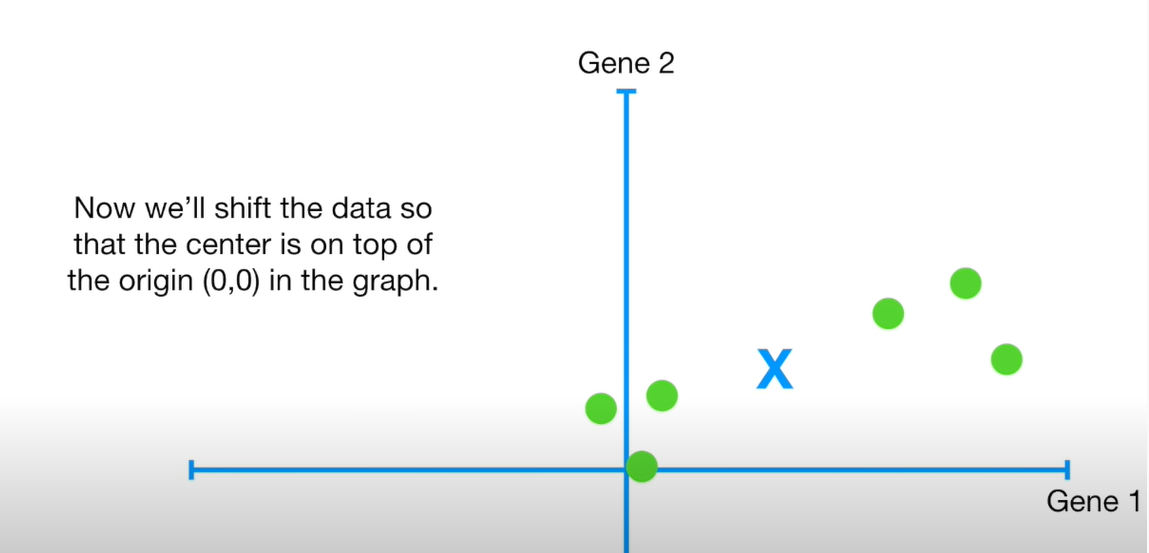 Gene 2
Now we'll shift the data so
that the center is on top of
the origin (0,0) in the graph.
X
Gene 1